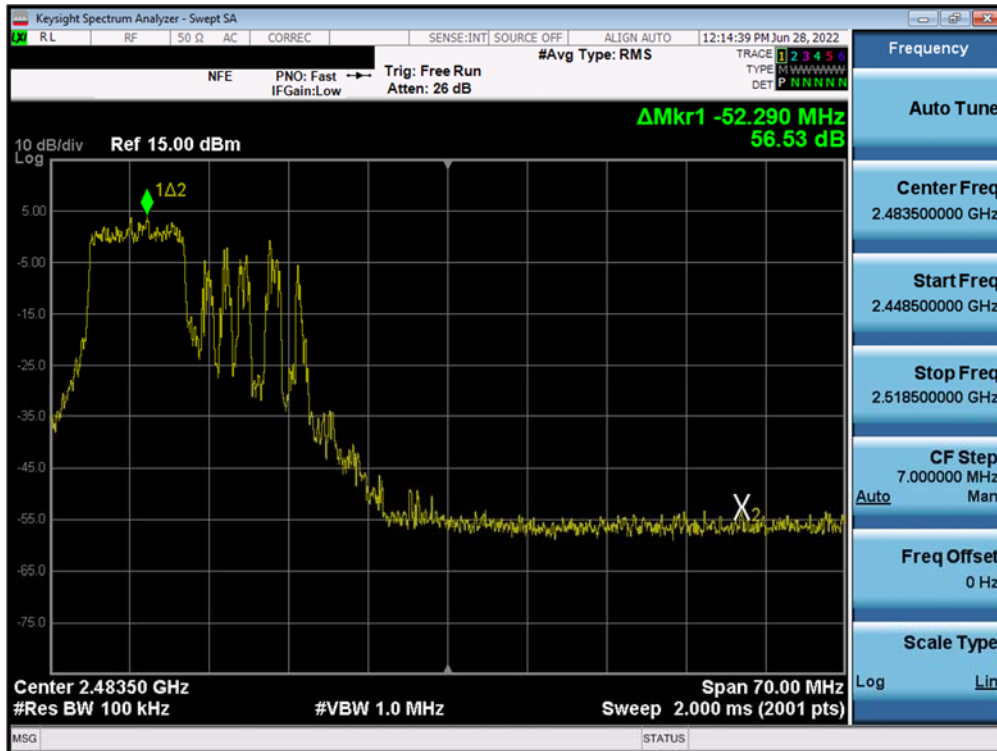 Keysight Spectrum Analyzer - Swept SA
LXI RL RF 50 Ω AC CORREC SENSE:INT SOURCE OFF ALIGN AUTO 12:14:39 PM Jun 28, 2022
NFE PNO: Fast Trig: Free Run #Avg Type: RMS TRACE 1 2 3 4 5 6
IFGain:Low Atten: 26 dB TYPE M W W W W W
DET P N N N N N
ΔMkr1 -52.290 MHz
56.53 dB
10 dB/div Ref 15.00 dBm
Log
1Δ2
5.00
-5.00
-15.0
-25.0
-35.0
-45.0
-55.0
X2
-65.0
-75.0
Center 2.48350 GHz Span 70.00 MHz
#Res BW 100 kHz #VBW 1.0 MHz Sweep 2.000 ms (2001 pts)
MSG STATUS
Frequency
Auto Tune
Center Freq
2.483500000 GHz
Start Freq
2.448500000 GHz
Stop Freq
2.518500000 GHz
CF Step
7.000000 MHz
Auto Man
Freq Offset
0 Hz
Scale Type
Log Lin